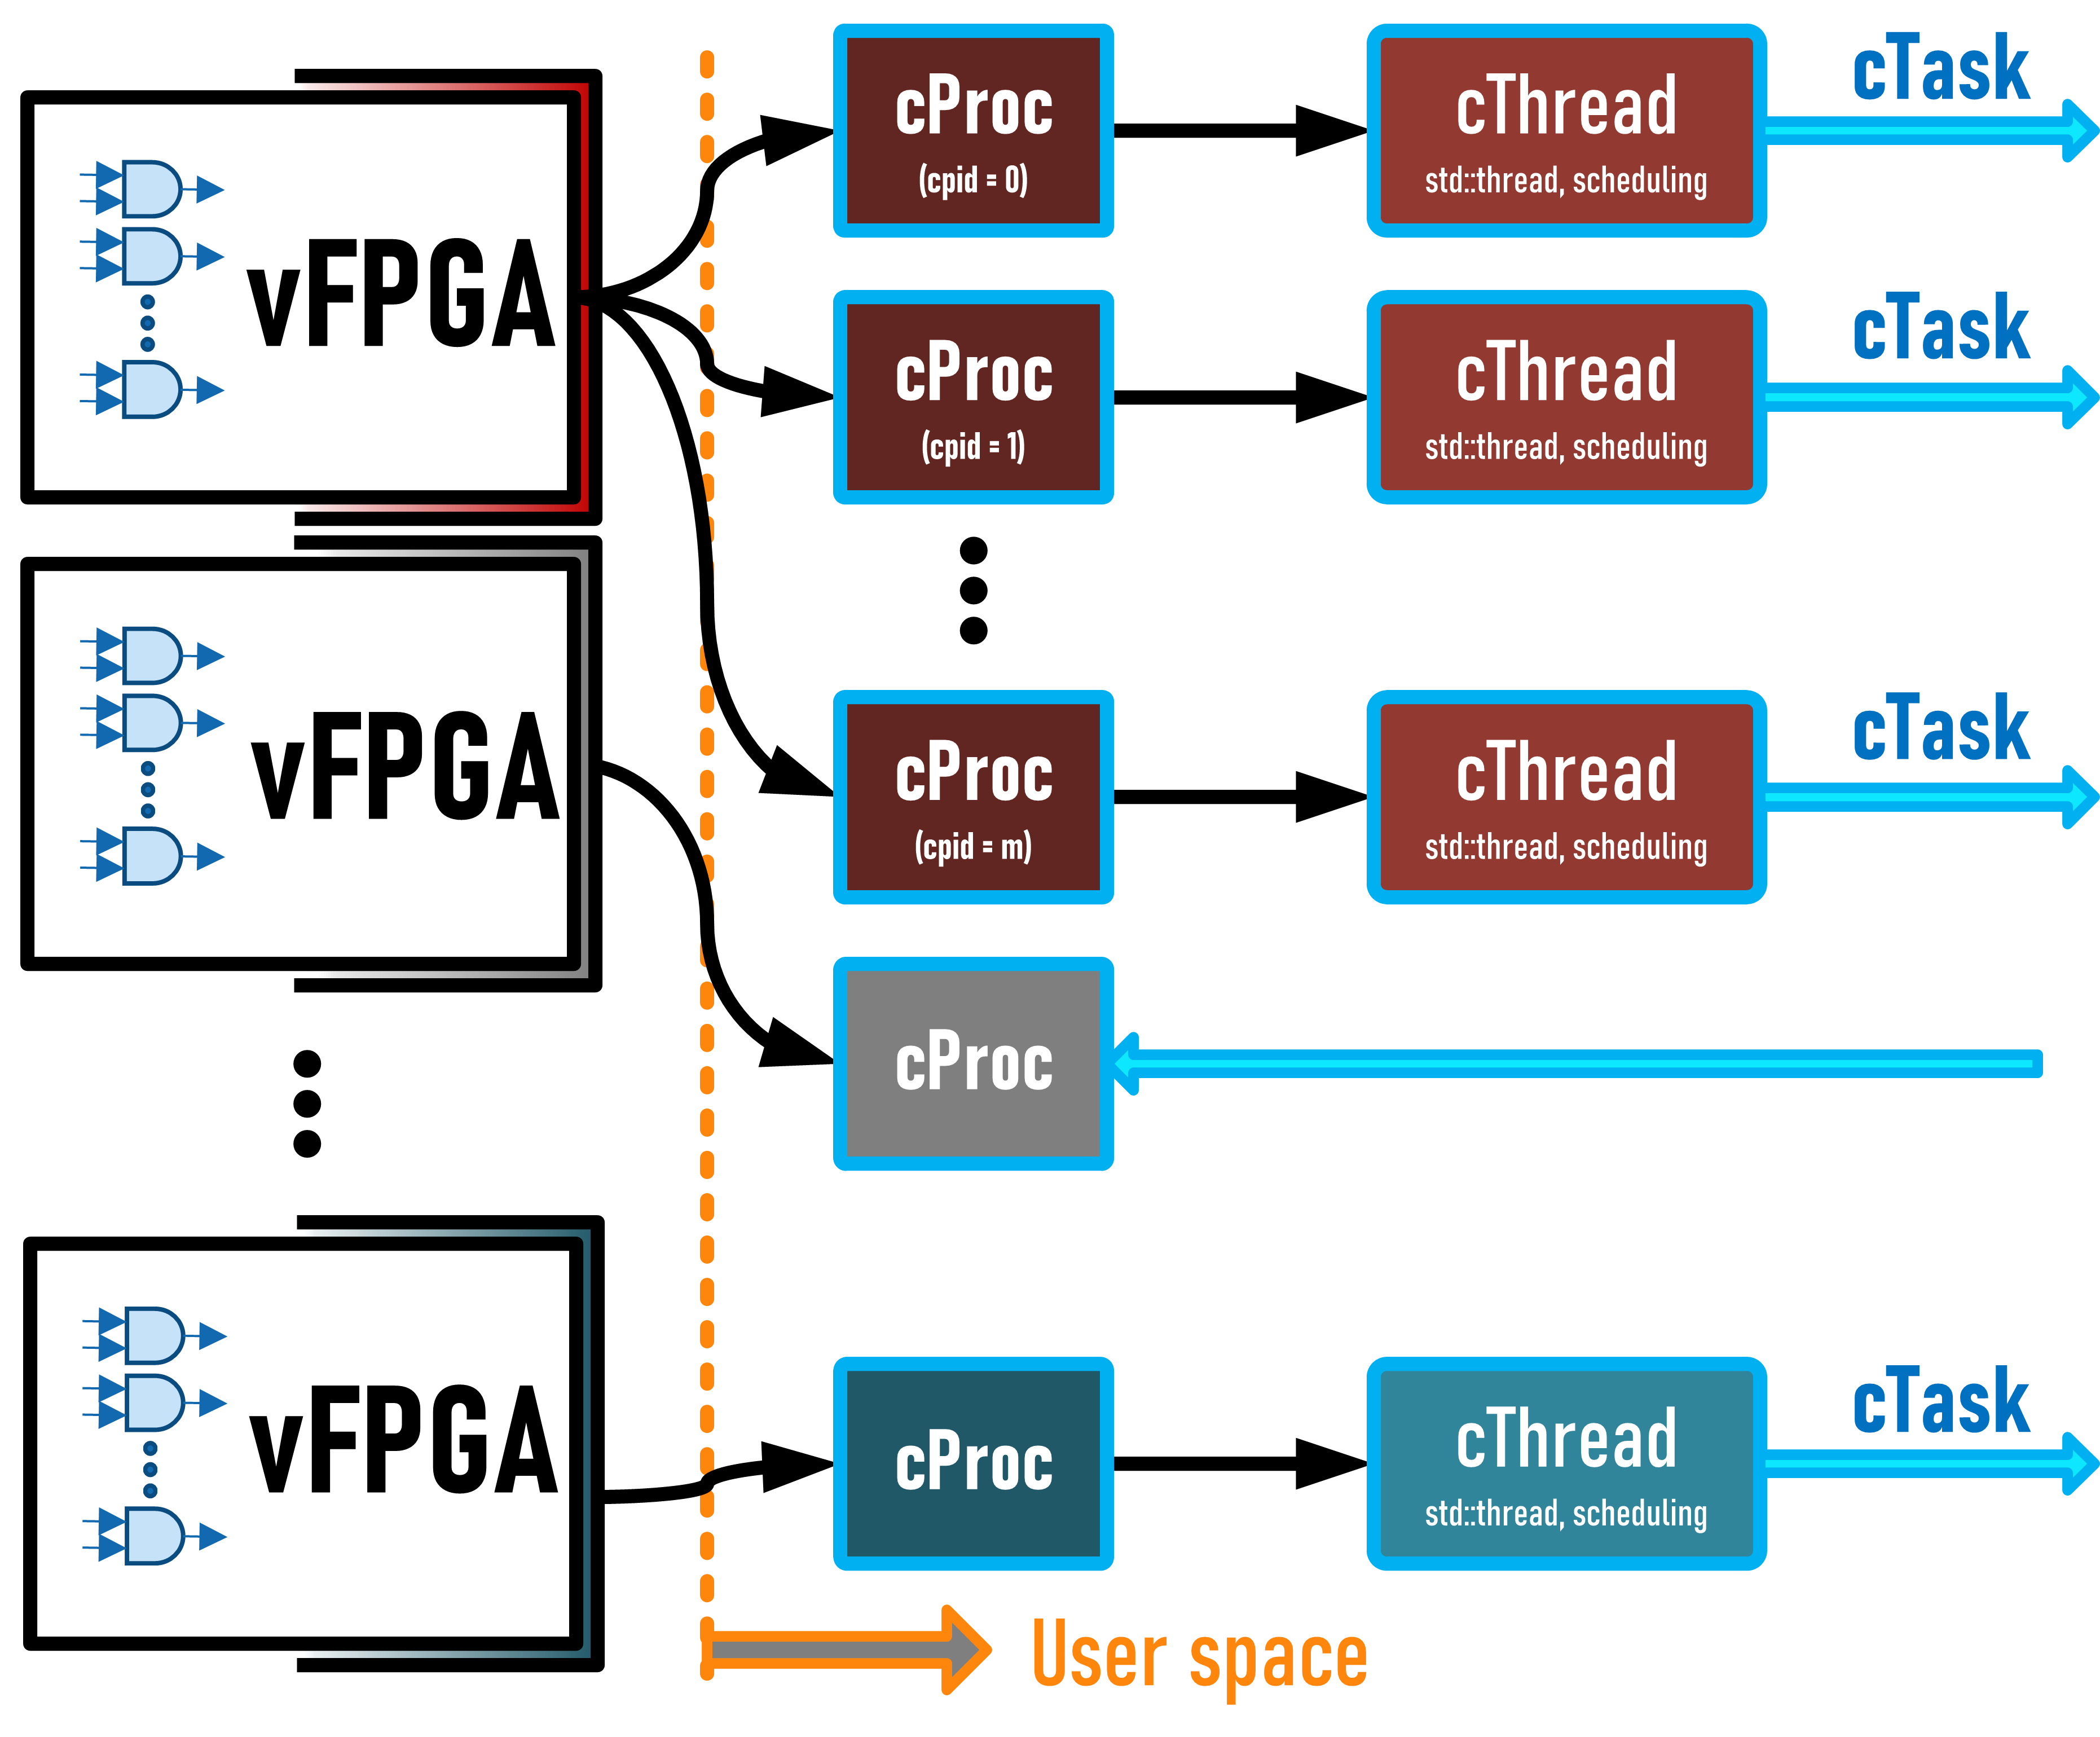 vFPGA
cProc
(cpid = 0)
cThread
std::thread, scheduling
cTask
cProc
(cpid = 1)
cThread
std::thread, scheduling
cTask
vFPGA
cProc
(cpid = m)
cThread
std::thread, scheduling
cTask
cProc
vFPGA
cProc
cThread
std::thread, scheduling
cTask
User space